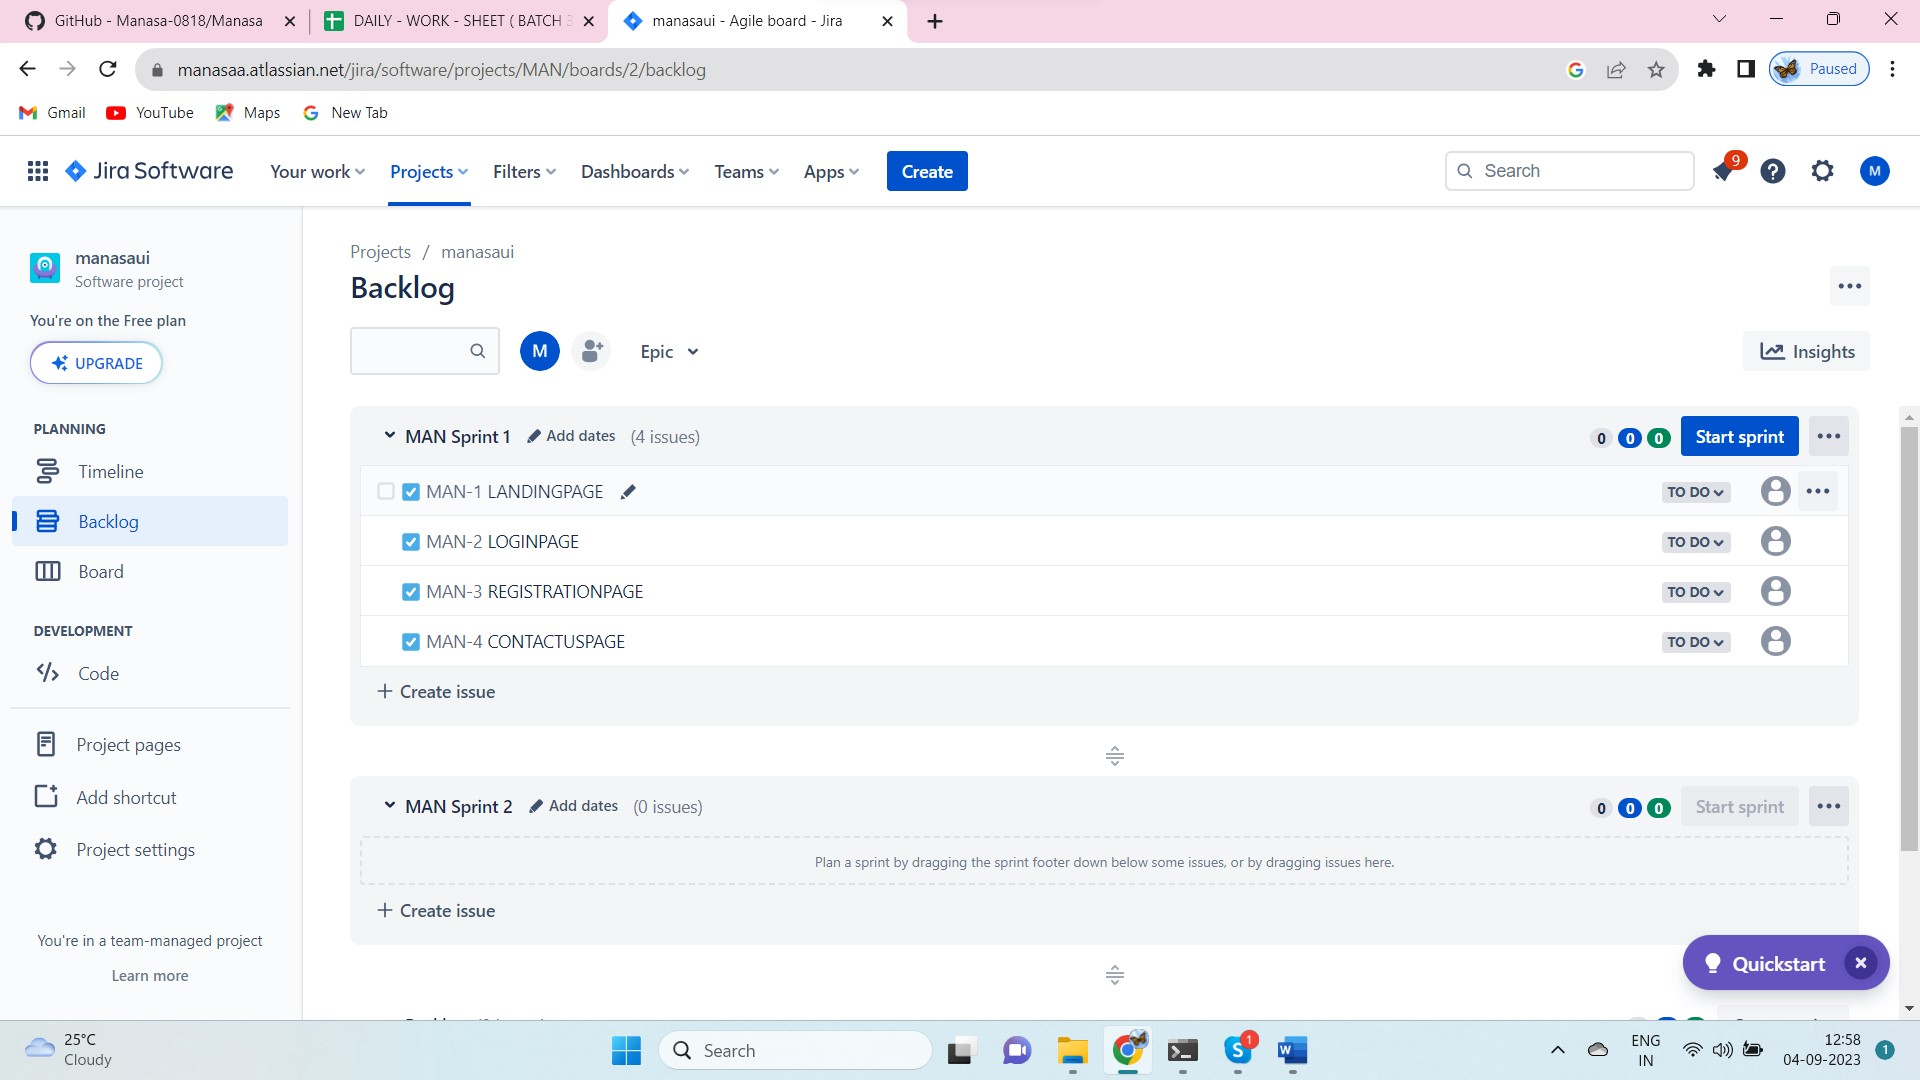 GitHub - Manasa-0818/Manasa
DAILY - WORK - SHEET ( BATCH 3
manasaui - Agile board - Jira
manasaa.atlassian.net/jira/software/projects/MAN/boards/2/backlog
Paused
Gmail
YouTube
Maps
New Tab
Jira Software
Your work
Projects
Filters
Dashboards
Teams
Apps
Create
Search
9
M
manasaui
Software project
You're on the Free plan
UPGRADE
PLANNING
Timeline
Backlog
Board
DEVELOPMENT
Code
Project pages
Add shortcut
Project settings
You're in a team-managed project
Learn more
Projects / manasaui
Backlog
M
Epic
Insights
MAN Sprint 1 Add dates (4 issues)
0 0 0 Start sprint
MAN-1 LANDINGPAGE TO DO
MAN-2 LOGINPAGE TO DO
MAN-3 REGISTRATIONPAGE TO DO
MAN-4 CONTACTUSPAGE TO DO
+ Create issue
MAN Sprint 2 Add dates (0 issues)
0 0 0 Start sprint
Plan a sprint by dragging the sprint footer down below some issues, or by dragging issues here.
+ Create issue
Quickstart
25°C
Cloudy
Search
1
ENG
IN
12:58
04-09-2023
1